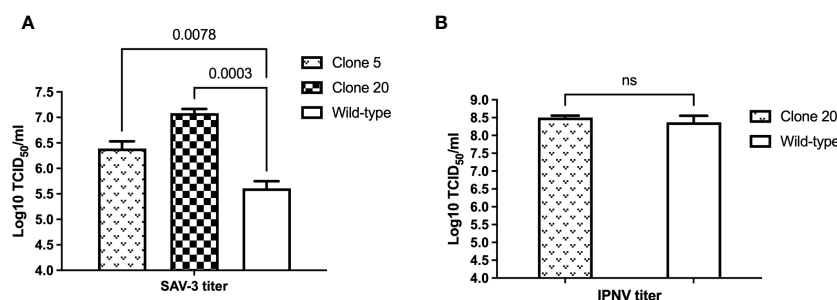 A
B
0.0078
0.0003
Clone 5
Clone 20
Wild-type
7.5
7.0
6.5
6.0
5.5
5.0
4.5
4.0
Log10 TCID50/ml
SAV-3 titer
ns
Clone 20
Wild-type
9.0
8.5
8.0
7.5
7.0
6.5
6.0
5.5
5.0
4.5
4.0
Log10 TCID50/ml
IPNV titer